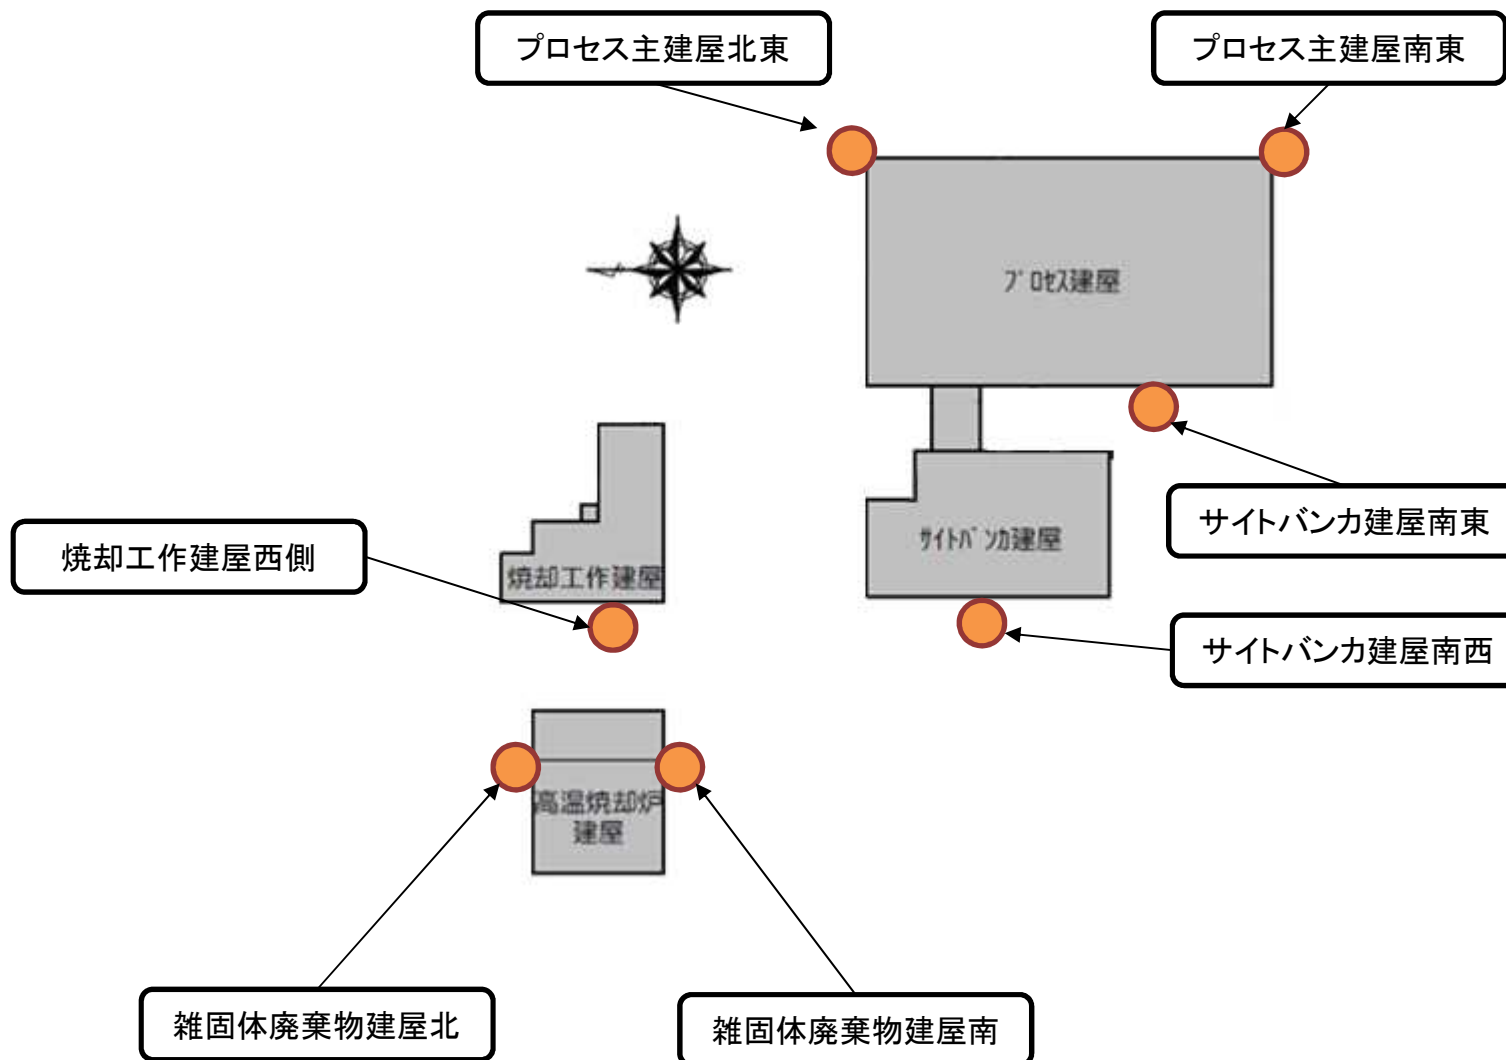 プロセス主建屋北東
プロセス主建屋南東
ﾌﾟﾛｾｽ建屋
サイトバンカ建屋南東
ｻｲﾄﾊﾞﾝｶ建屋
焼却工作建屋西側
焼却工作建屋
サイトバンカ建屋南西
高温焼却炉
建屋
雑固体廃棄物建屋北
雑固体廃棄物建屋南